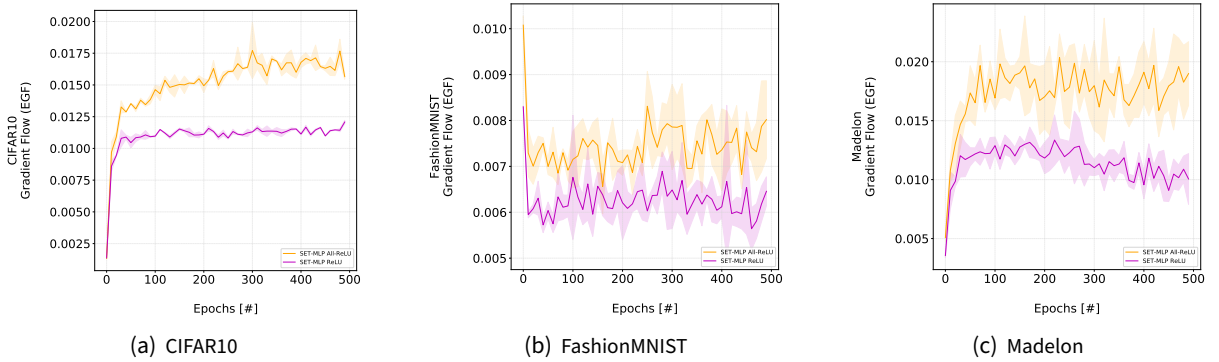 0.0200
0.0175
0.0150
0.0125
0.0100
0.0075
0.0050
0.0025
CIFAR10
Gradient Flow (EGF)
0 100 200 300 400 500
Epochs [#]
SET-MLP All-ReLU
SET-MLP ReLU
(a) CIFAR10
0.010
0.009
0.008
0.007
0.006
0.005
FashionMNIST
Gradient Flow (EGF)
0 100 200 300 400 500
Epochs [#]
SET-MLP All-ReLU
SET-MLP ReLU
(b) FashionMNIST
0.020
0.015
0.010
0.005
Madelon
Gradient Flow (EGF)
0 100 200 300 400 500
Epochs [#]
SET-MLP All-ReLU
SET-MLP ReLU
(c) Madelon